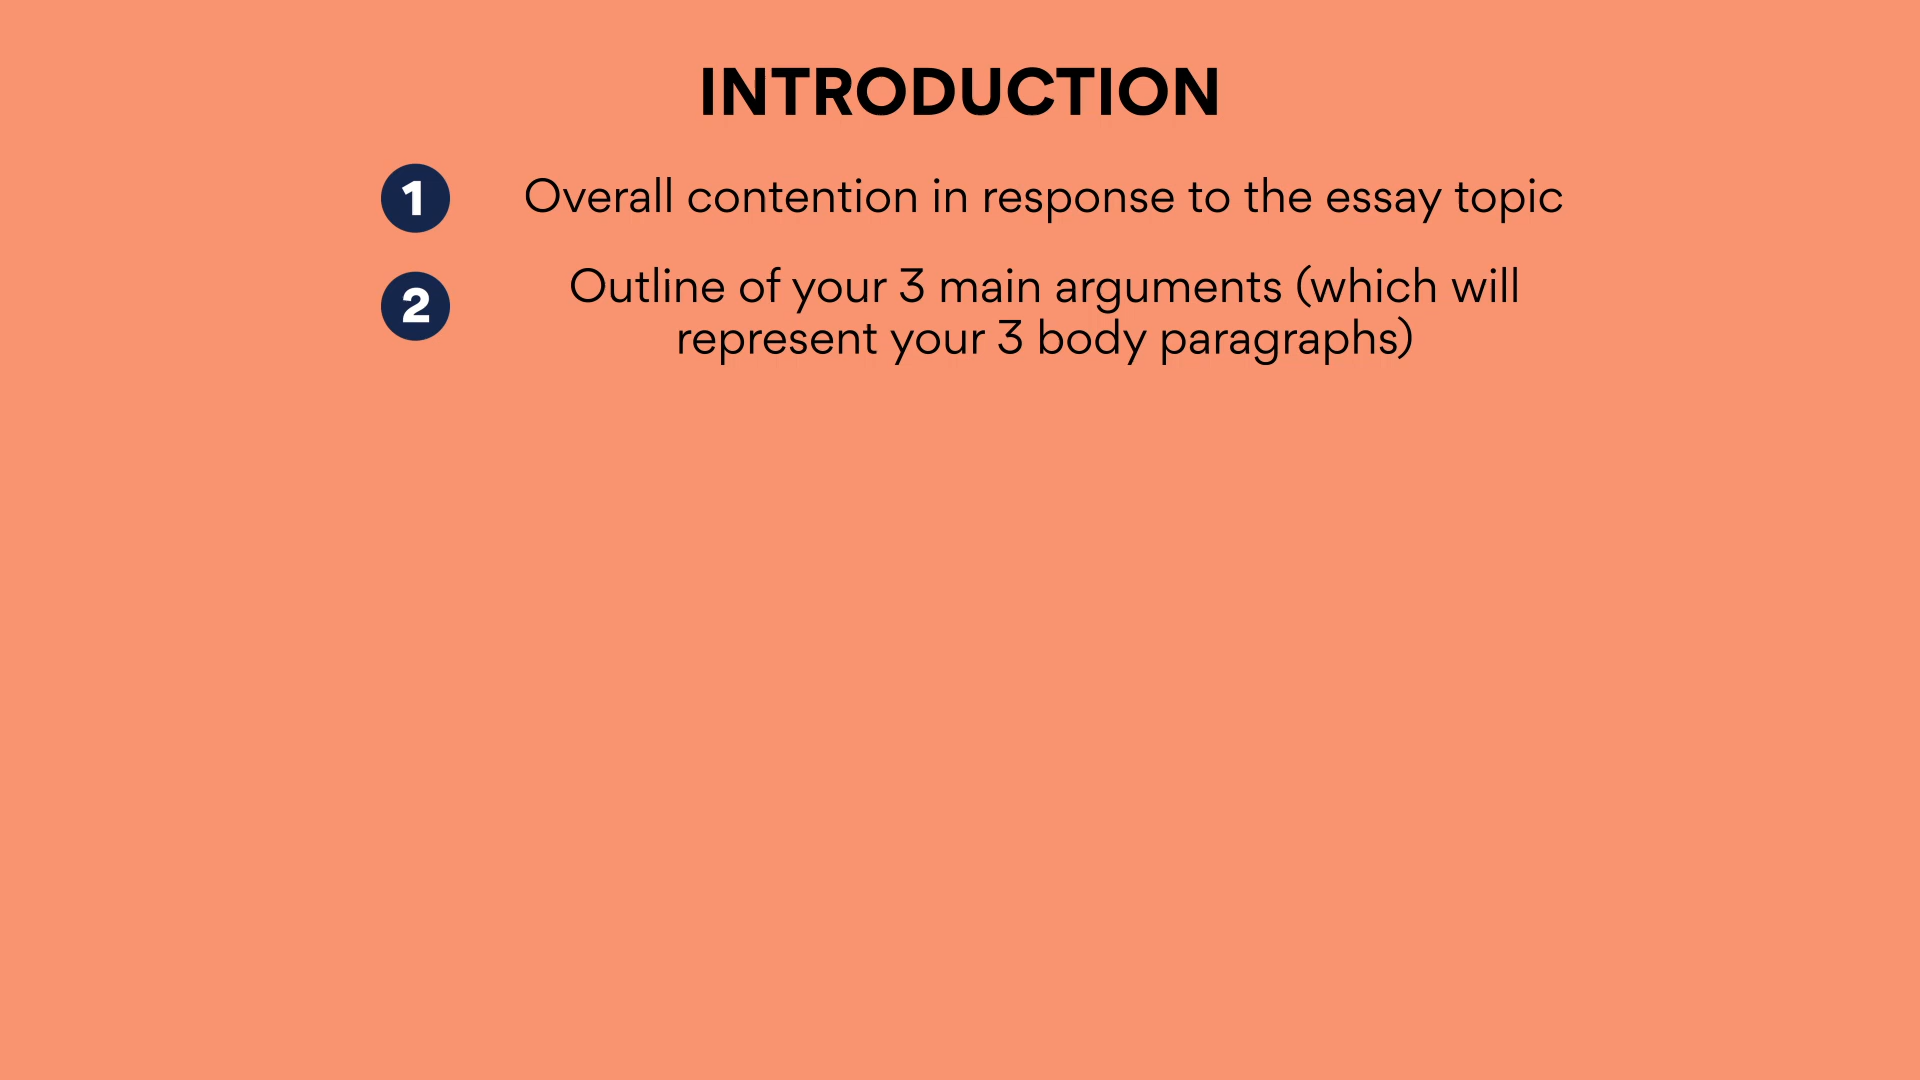 INTRODUCTION
1 Overall contention in response to the essay topic
2 Outline of your 3 main arguments (which will
represent your 3 body paragraphs)